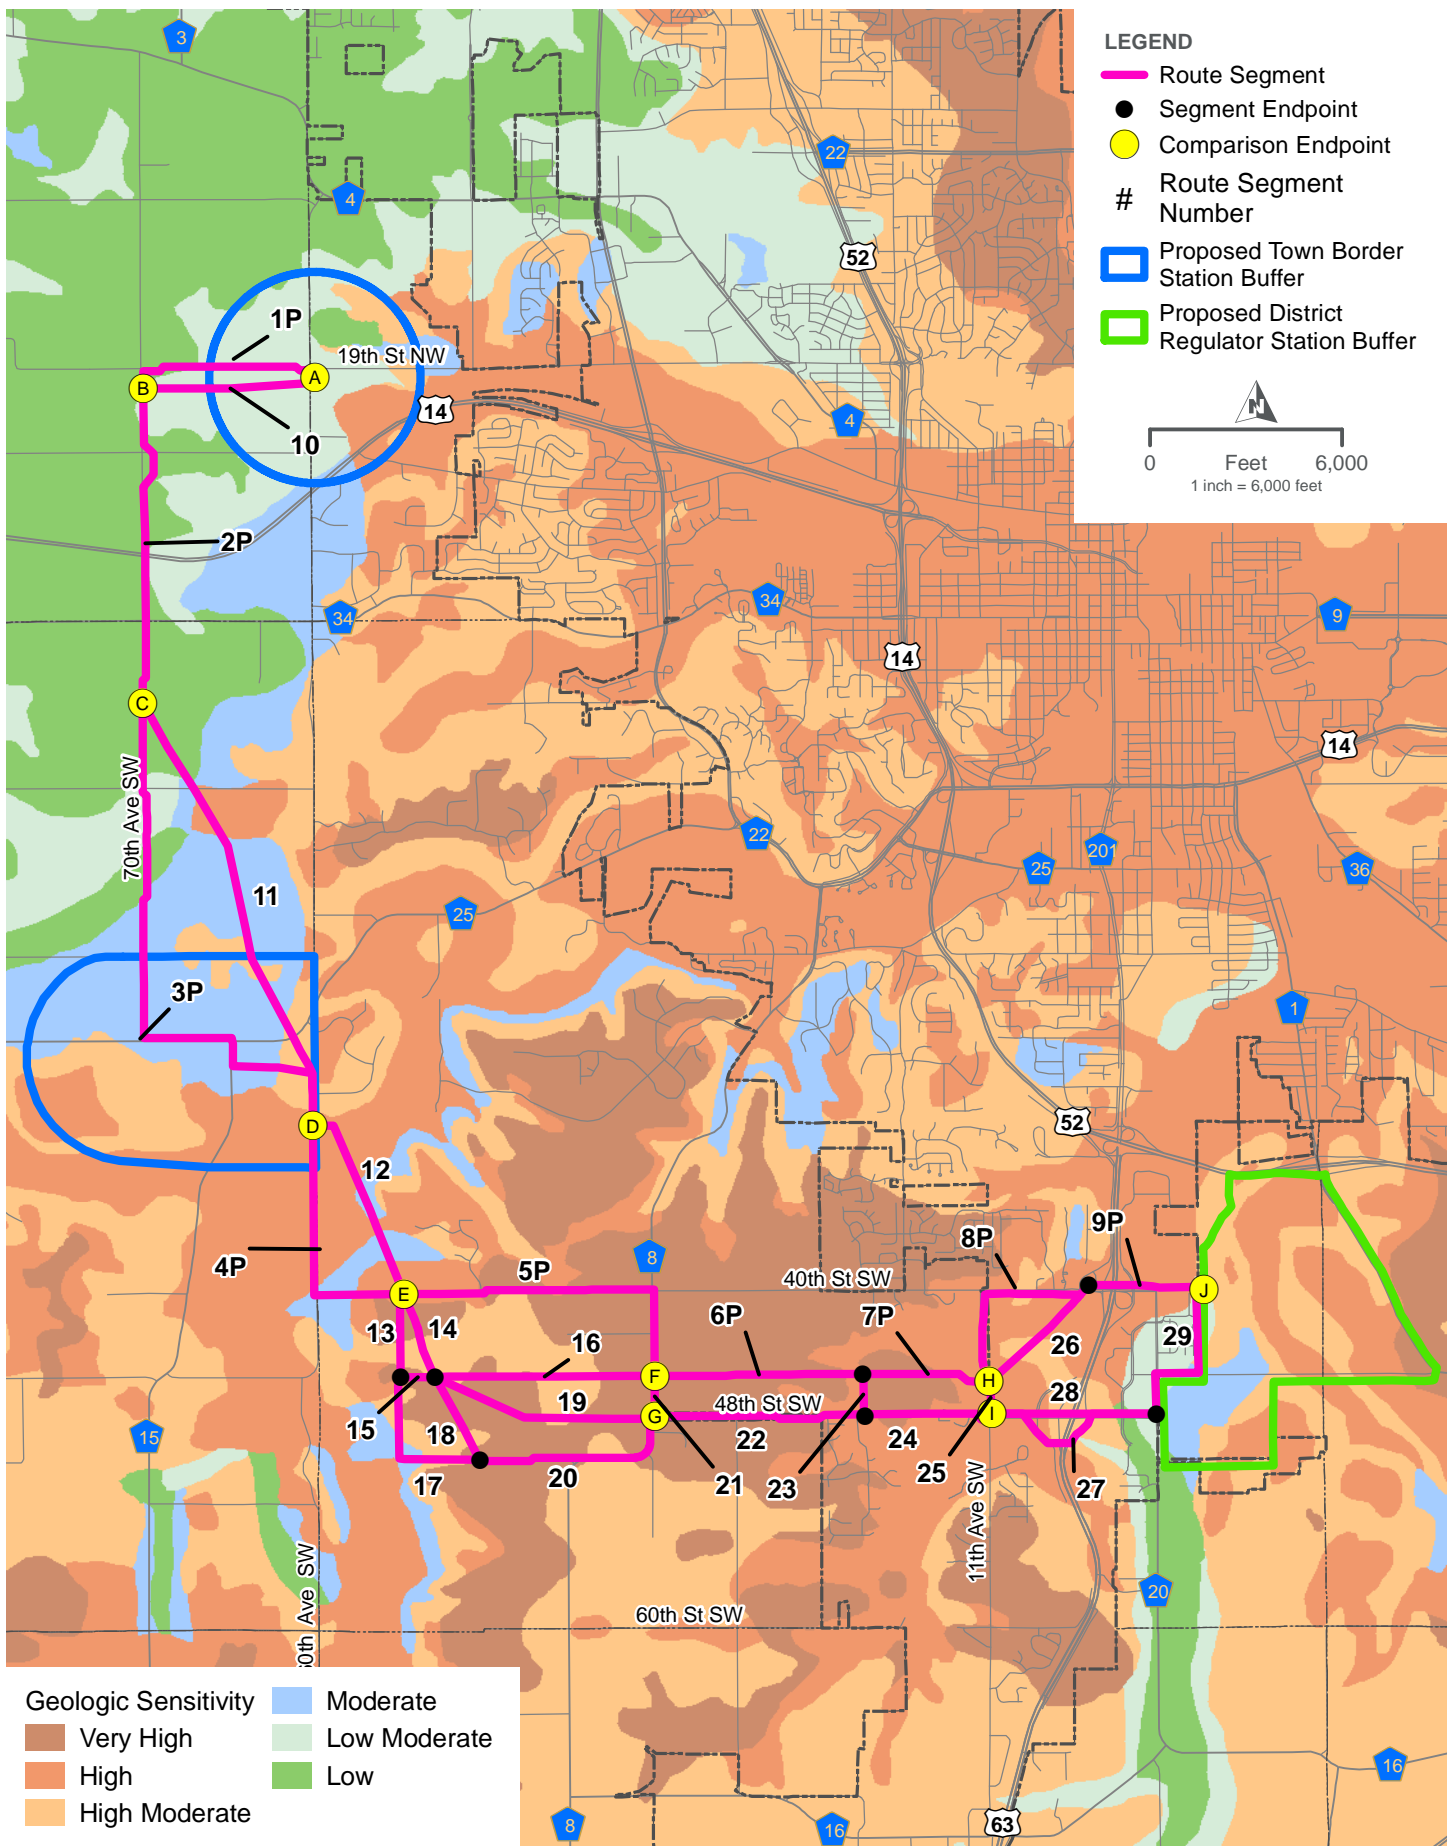 LEGEND
Route Segment
Segment Endpoint
Comparison Endpoint
#
Route Segment
Number
Proposed Town Border
Station Buffer
Proposed District
Regulator Station Buffer
N
0 Feet 6,000
1 inch = 6,000 feet
3
4
22
52
1P
19th St NW
A
B
10
14
4
2P
34
34
9
14
C
14
70th Ave SW
22
25
201
36
11
25
3P
1
D
52
12
4P
8
8P
9P
5P
40th St SW
E
J
13
14
16
6P
7P
26
29
F
H
28
15
19
48th St SW
G
I
18
22
24
15
17
20
21
23
25
27
11th Ave SW
60th Ave SW
20
60th St SW
Geologic Sensitivity
Very High
High
High Moderate
Moderate
Low Moderate
Low
16
8
16
63